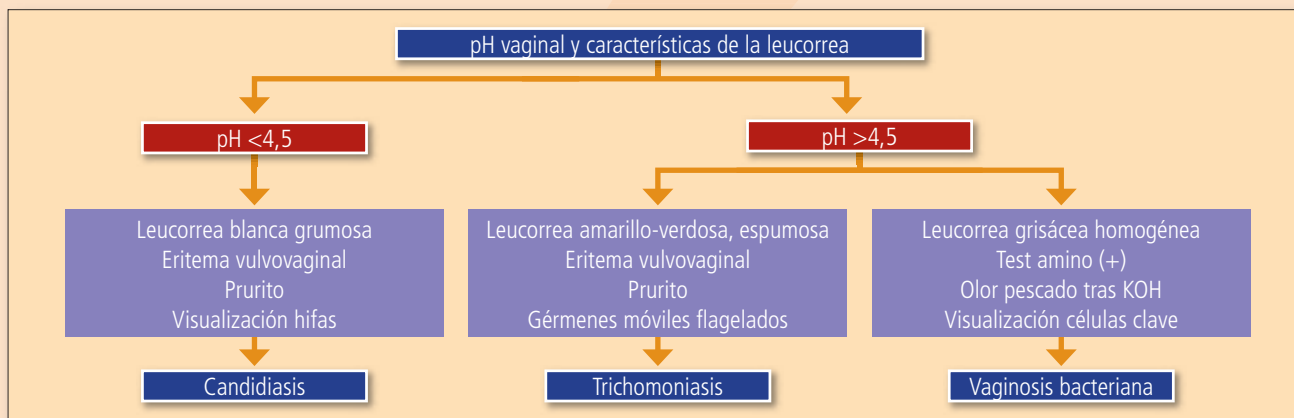 pH vaginal y características de la leucorrea
pH <4,5
pH >4,5
Leucorrea blanca grumosa
Eritema vulvovaginal
Prurito
Visualización hifas
Leucorrea amarillo-verdosa, espumosa
Eritema vulvovaginal
Prurito
Gérmenes móviles flagelados
Leucorrea grisácea homogénea
Test amino (+)
Olor pescado tras KOH
Visualización células clave
Candidiasis
Trichomoniasis
Vaginosis bacteriana